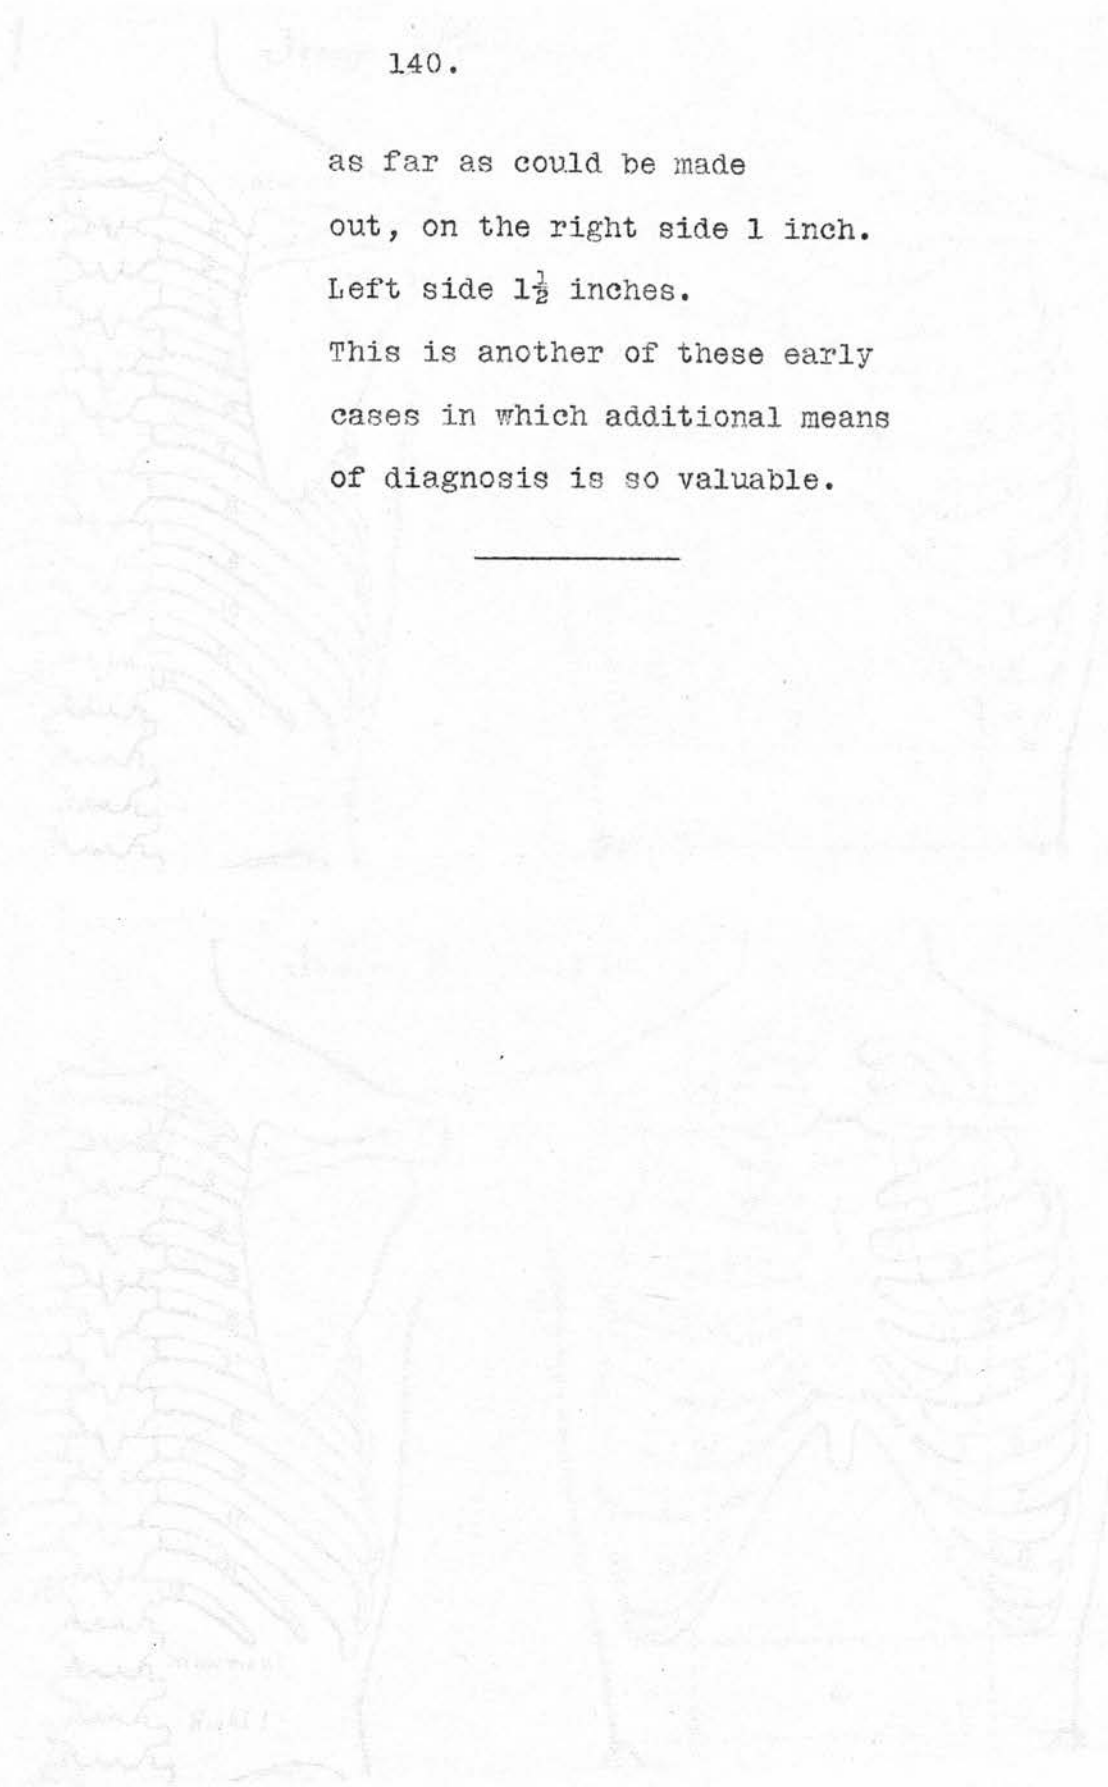 140.
as far as could be made
out, on the right side 1 inch.
Left side 1½ inches.
This is another of these early
cases in which additional means
of diagnosis is so valuable.